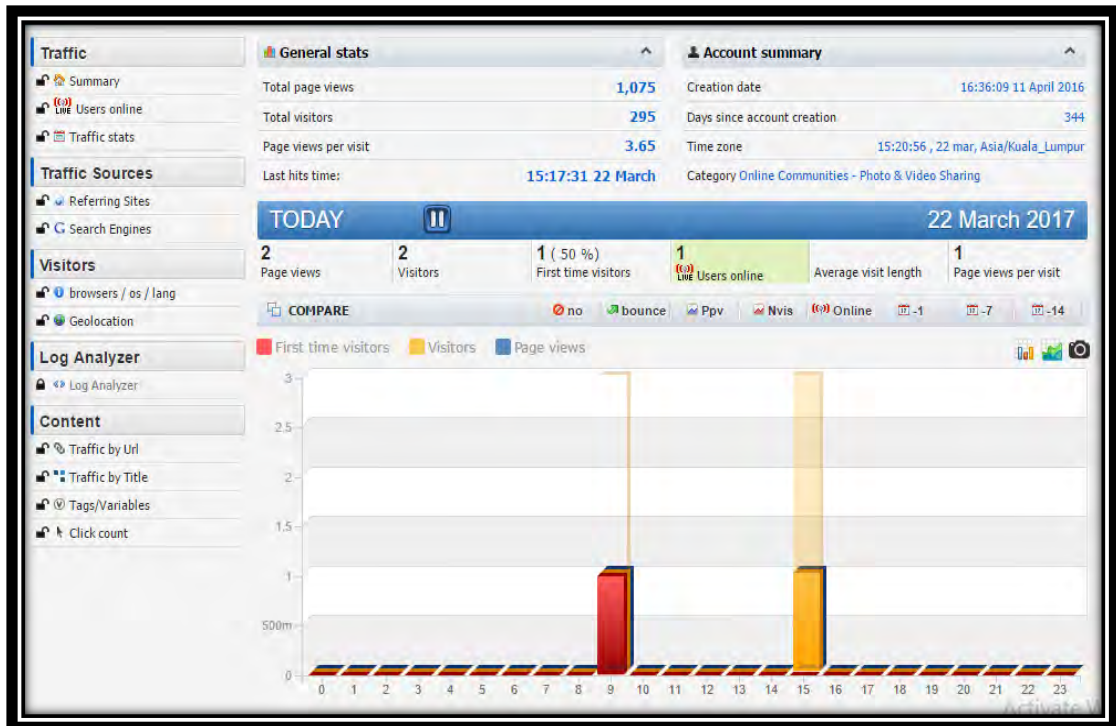 Traffic
Summary
LIVE Users online
Traffic stats
Traffic Sources
Referring Sites
G Search Engines
Visitors
browsers / os / lang
Geolocation
Log Analyzer
Log Analyzer
Content
Traffic by Url
Traffic by Title
Tags/Variables
Click count
General stats
Total page views 1,075
Total visitors 295
Page views per visit 3.65
Last hits time: 15:17:31 22 March
Account summary
Creation date 16:36:09 11 April 2016
Days since account creation 344
Time zone 15:20:56 , 22 mar, Asia/Kuala_Lumpur
Category Online Communities - Photo & Video Sharing
TODAY 22 March 2017
2 2 1 ( 50 %) 1 1
Page views Visitors First time visitors LIVE Users online Average visit length Page views per visit
COMPARE no bounce Ppv Nvis Online -1 -7 -14
First time visitors Visitors Page views
3
2.5
2
1.5
1
500m
0
0 1 2 3 4 5 6 7 8 9 10 11 12 13 14 15 16 17 18 19 20 21 22 23
Activate W